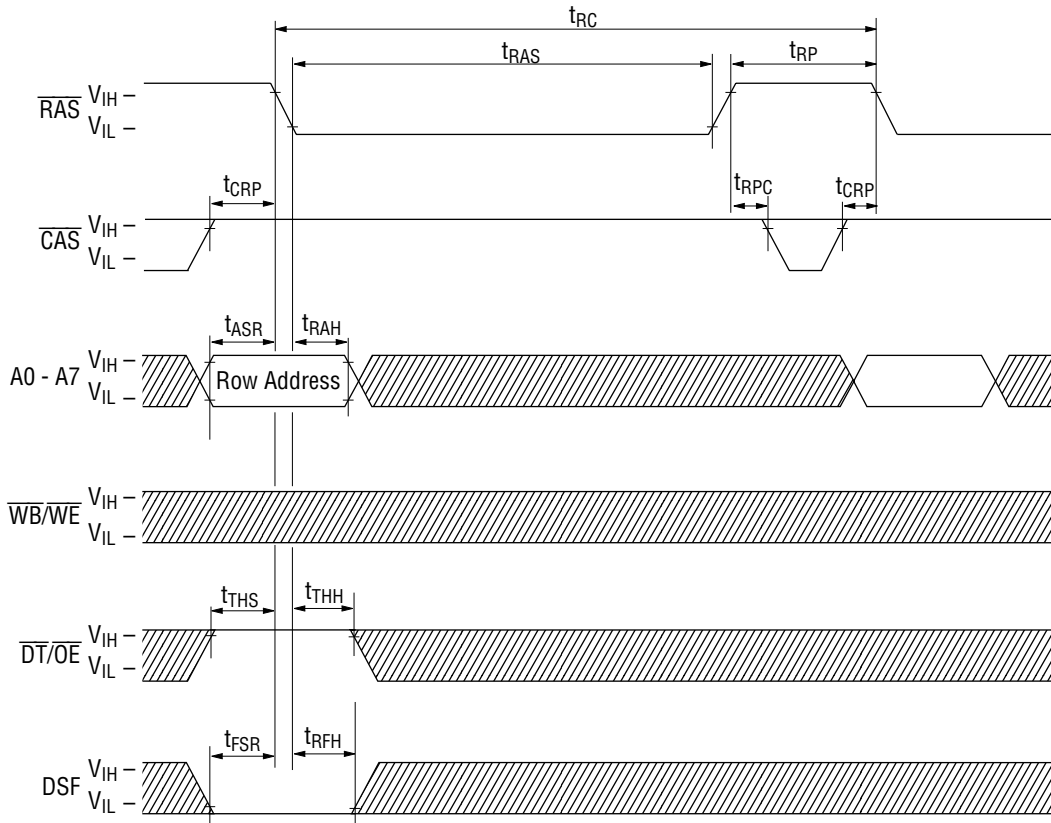 tRC
tRAS
tRP
RAS
VIH –
VIL –
tCRP
tRPC
tCRP
CAS
VIH –
VIL –
tASR
tRAH
A0 - A7
VIH –
VIL –
Row Address
WB/WE
VIH –
VIL –
tTHS
tTHH
DT/OE
VIH –
VIL –
tFSR
tRFH
DSF
VIH –
VIL –